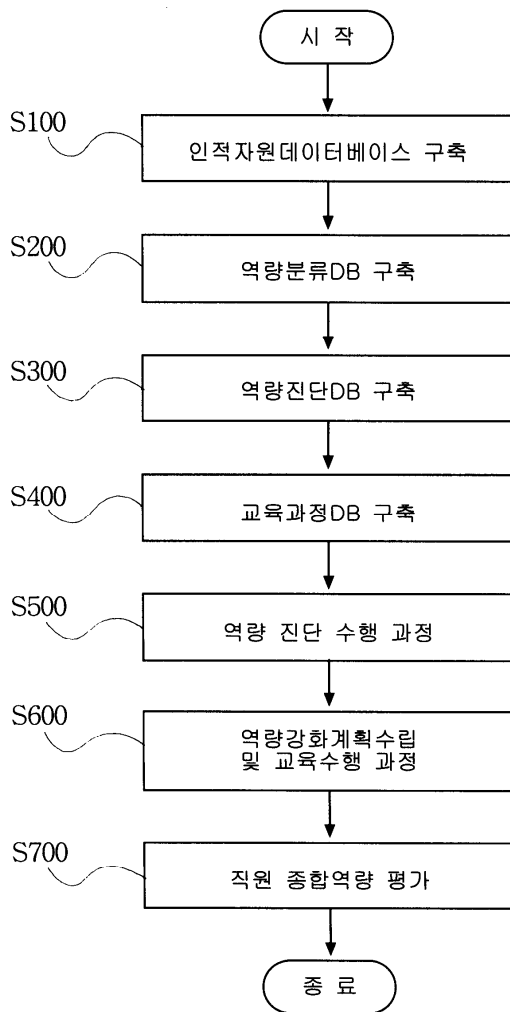 시 작
S100
인적자원데이터베이스 구축
S200
역량분류DB 구축
S300
역량진단DB 구축
S400
교육과정DB 구축
S500
역량 진단 수행 과정
S600
역량강화계획수립
및 교육수행 과정
S700
직원 종합역량 평가
종 료